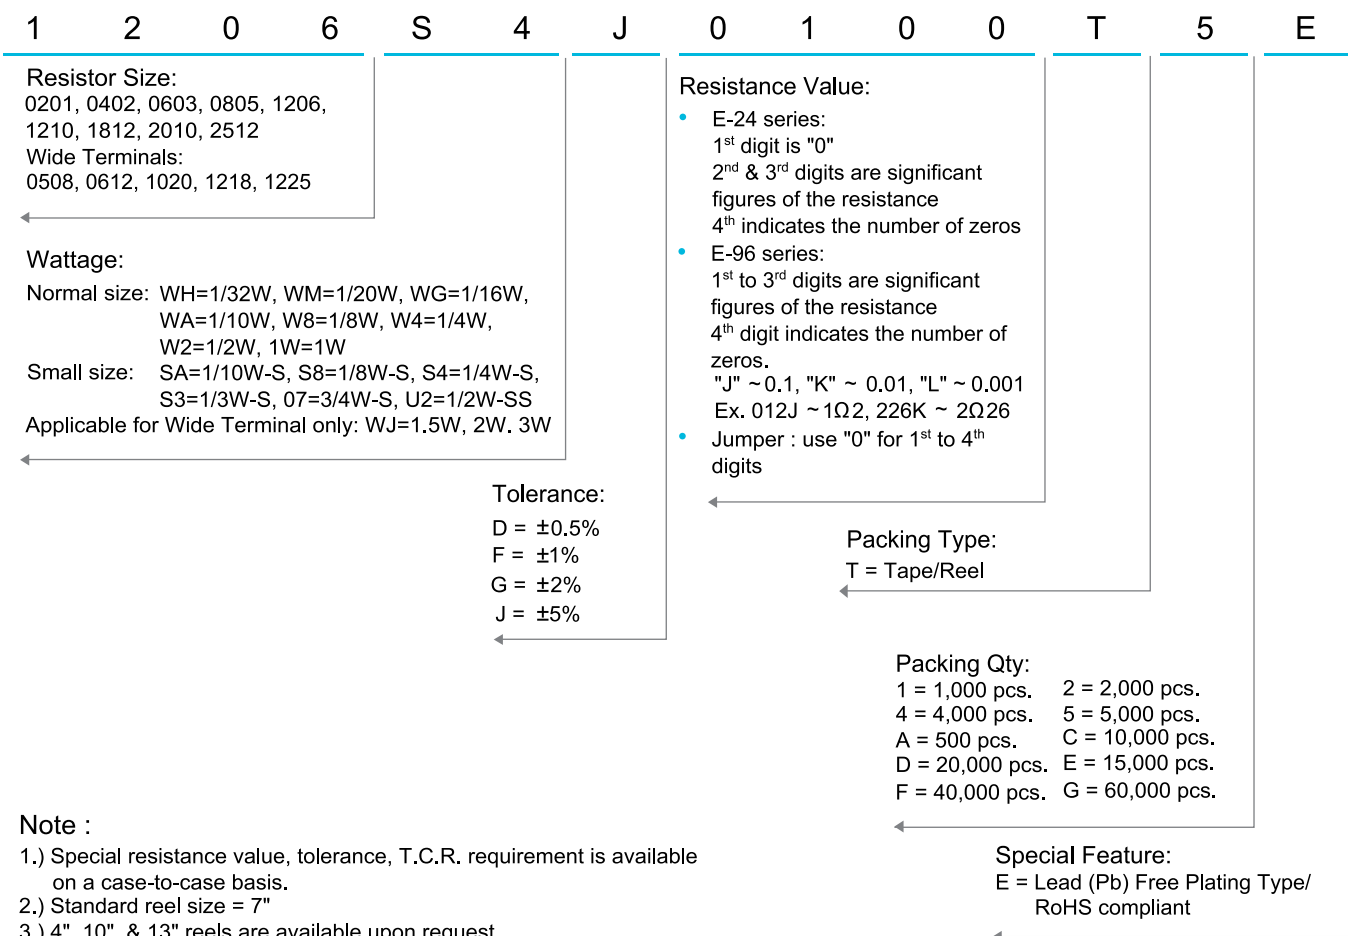 1 2 0 6 S 4 J 0 1 0 0 T 5 E
Resistor Size:
0201, 0402, 0603, 0805, 1206,
1210, 1812, 2010, 2512
Wide Terminals:
0508, 0612, 1020, 1218, 1225
Wattage:
Normal size: WH=1/32W, WM=1/20W, WG=1/16W,
WA=1/10W, W8=1/8W, W4=1/4W,
W2=1/2W, 1W=1W
Small size: SA=1/10W-S, S8=1/8W-S, S4=1/4W-S,
S3=1/3W-S, 07=3/4W-S, U2=1/2W-SS
Applicable for Wide Terminal only: WJ=1.5W, 2W. 3W
Tolerance:
D = ±0.5%
F = ±1%
G = ±2%
J = ±5%
Resistance Value:
• E-24 series:
1st digit is "0"
2nd & 3rd digits are significant
figures of the resistance
4th indicates the number of zeros
• E-96 series:
1st to 3rd digits are significant
figures of the resistance
4th digit indicates the number of
zeros.
"J" ~ 0.1, "K" ~ 0.01, "L" ~ 0.001
Ex. 012J ~ 1Ω2, 226K ~ 2Ω26
• Jumper : use "0" for 1st to 4th
digits
Packing Type:
T = Tape/Reel
Packing Qty:
1 = 1,000 pcs. 2 = 2,000 pcs.
4 = 4,000 pcs. 5 = 5,000 pcs.
A = 500 pcs. C = 10,000 pcs.
D = 20,000 pcs. E = 15,000 pcs.
F = 40,000 pcs. G = 60,000 pcs.
Special Feature:
E = Lead (Pb) Free Plating Type/
RoHS compliant
Note :
1.) Special resistance value, tolerance, T.C.R. requirement is available
on a case-to-case basis.
2.) Standard reel size = 7"
3.) 4", 10", & 13" reels are available upon request